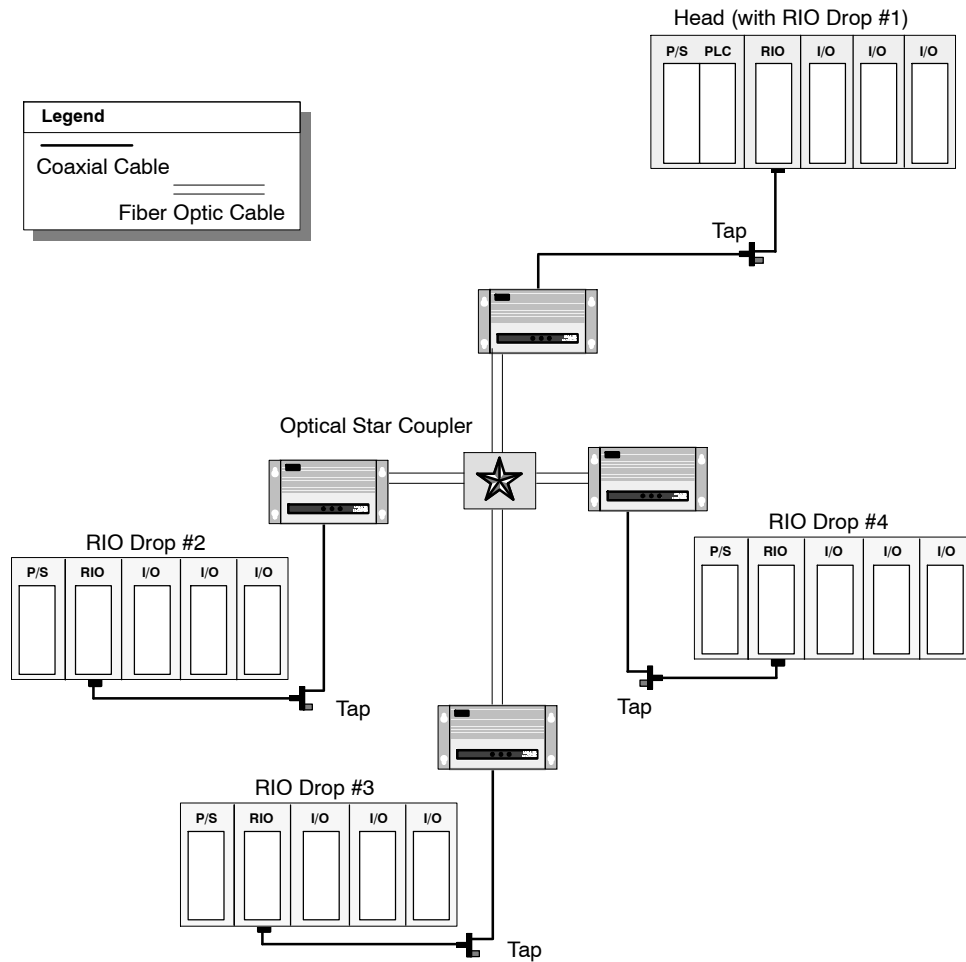 Head (with RIO Drop #1)
P/S PLC RIO I/O I/O I/O
Legend
Coaxial Cable
Fiber Optic Cable
Tap
Optical Star Coupler
RIO Drop #2
P/S RIO I/O I/O I/O
Tap
RIO Drop #4
P/S RIO I/O I/O I/O
Tap
RIO Drop #3
P/S RIO I/O I/O I/O
Tap